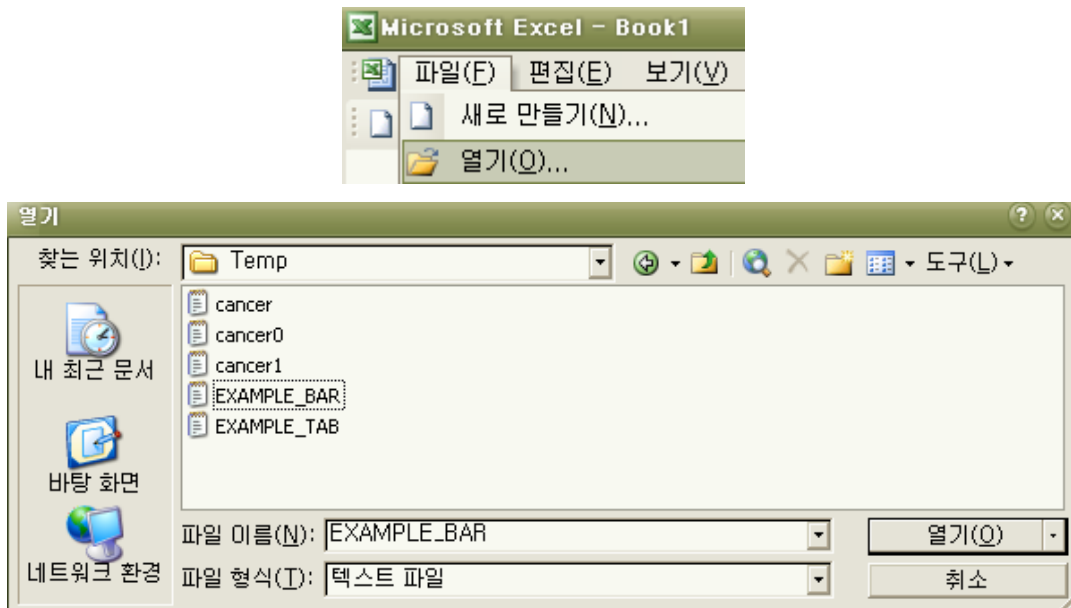 Microsoft Excel - Book1
파일(F) 편집(E) 보기(V)
새로 만들기(N)...
열기(O)...
열기
찾는 위치(I): Temp 도구(L)
cancer
cancer0
cancer1
EXAMPLE_BAR
EXAMPLE_TAB
내 최근 문서
바탕 화면
네트워크 환경
파일 이름(N): EXAMPLE_BAR 열기(O)
파일 형식(T): 텍스트 파일 취소